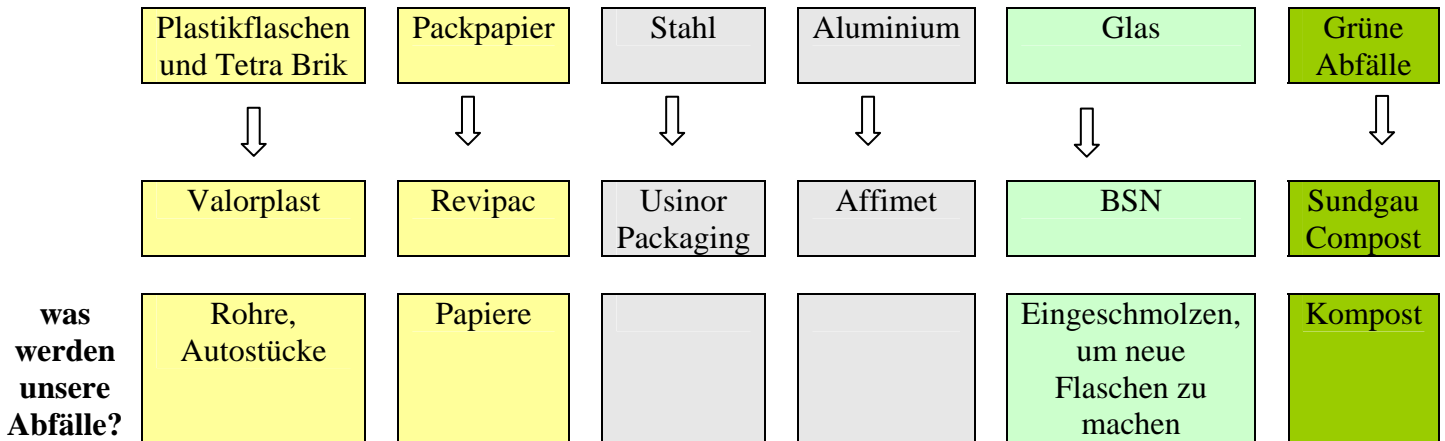 Plastikflaschen
und Tetra Brik
Packpapier
Stahl
Aluminium
Glas
Grüne
Abfälle
Valorplast
Revipac
Usinor
Packaging
Affimet
BSN
Sundgau
Compost
was
werden
unsere
Abfälle?
Rohre,
Autostücke
Papiere
Eingeschmolzen,
um neue
Flaschen zu
machen
Kompost